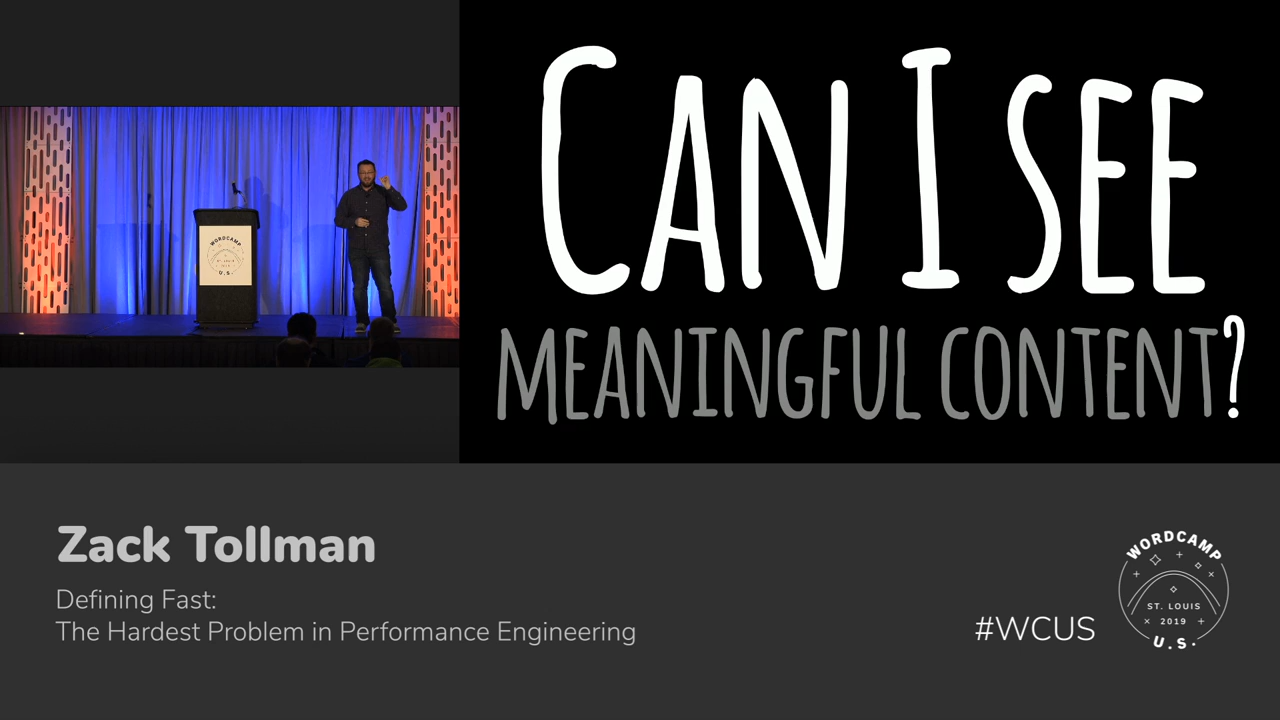 CAN I SEE
MEANINGFUL CONTENT?
WORDCAMP
U.S.
Zack Tollman
Defining Fast:
The Hardest Problem in Performance Engineering
#WCUS
WORDCAMP
ST. LOUIS
2019
U.S.